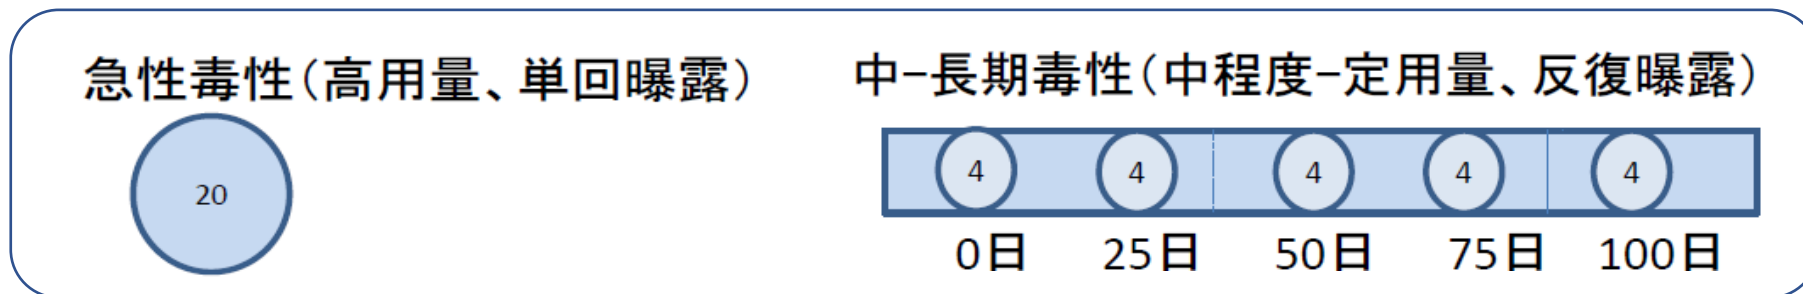 急性毒性(高用量、単回曝露)
20
中-長期毒性(中程度-定用量、反復曝露)
4 4 4 4 4
0日 25日 50日 75日 100日